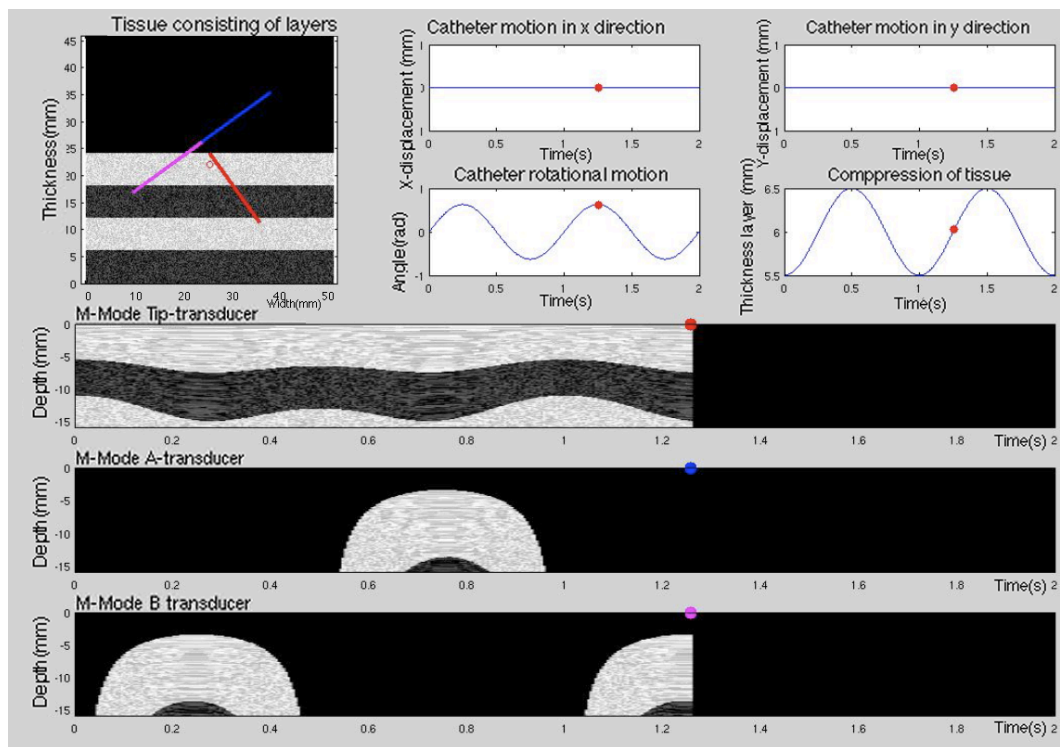 Tissue consisting of layers
Thickness(mm)
45
40
35
30
25
20
15
10
5
0
0 10 20 30 40 50
Width(mm)
Catheter motion in x direction
X-displacement (mm)
1
0
1
0 0.5 1 1.5 2
Time(s)
Catheter motion in y direction
Y-displacement (mm)
1
0
1
0 0.5 1 1.5 2
Time(s)
Catheter rotational motion
Angle(rad)
1
0
-1
0 0.5 1 1.5 2
Time(s)
Comppression of tissue
Thickness layer (mm)
6.5
6
5.5
0 0.5 1 1.5 2
Time(s)
M-Mode Tip-transducer
Depth(mm)
0
-5
-10
-15
0 0.2 0.4 0.6 0.8 1 1.2 1.4 1.6 1.8 Time(s) 2
M-Mode A-transducer
Depth(mm)
0
-5
-10
-15
0 0.2 0.4 0.6 0.8 1 1.2 1.4 1.6 1.8 Time(s) 2
M-Mode B transducer
Depth(mm)
0
-5
-10
-15
0 0.2 0.4 0.6 0.8 1 1.2 1.4 1.6 1.8 Time(s) 2